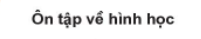 Ôn tập về hình học